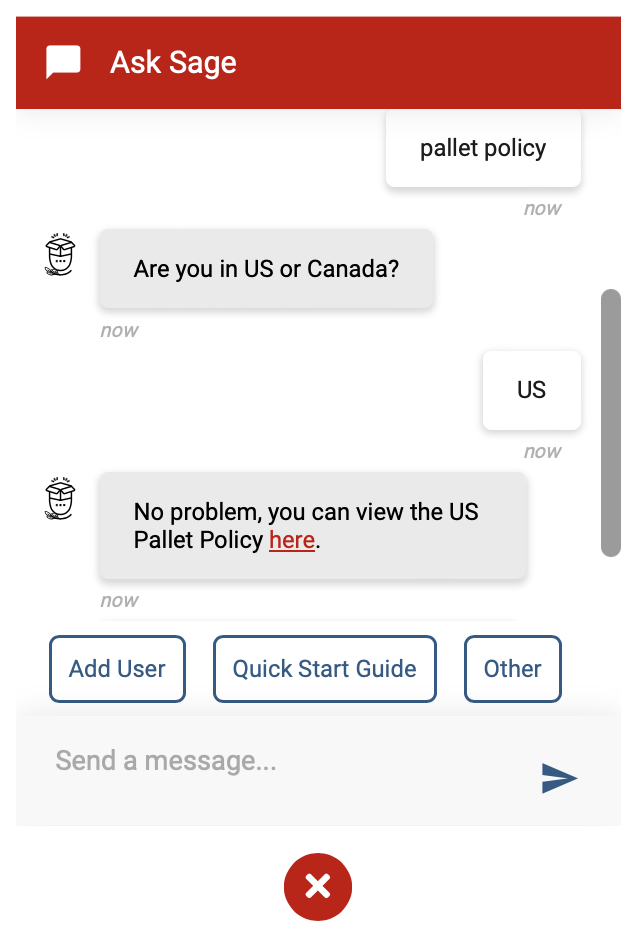 Ask Sage
pallet policy
now
Are you in US or Canada?
now
US
now
No problem, you can view the US
Pallet Policy here.
now
Add User
Quick Start Guide
Other
Send a message...